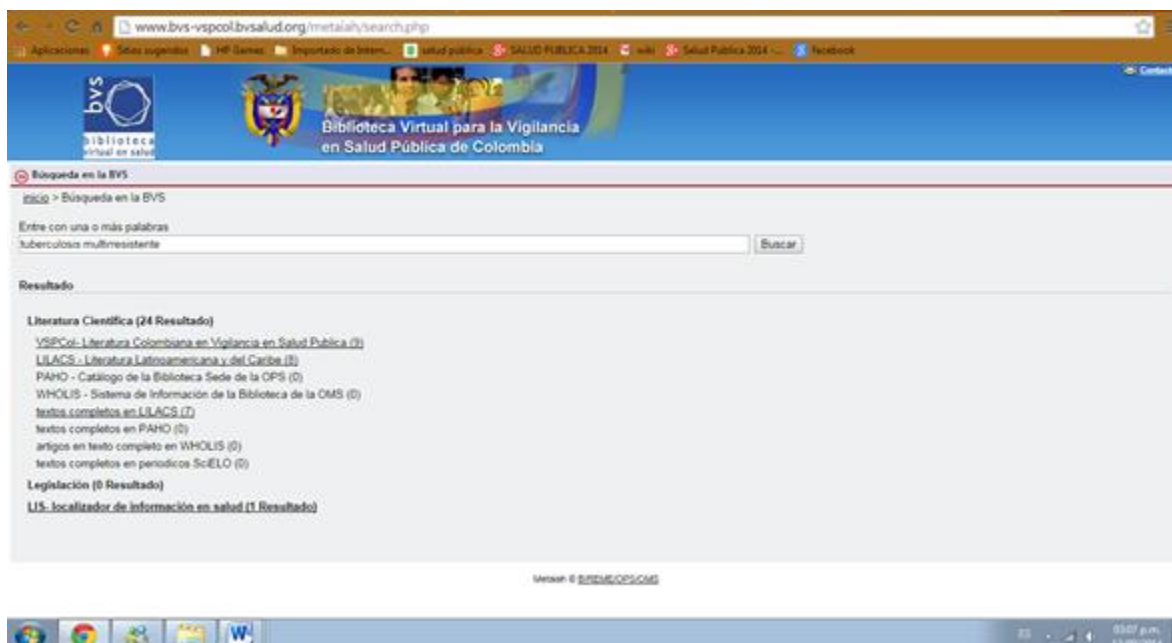 www.bvs-vspcol.bvsalud.org/metaiah/search.php
Aplicaciones Sitios sugeridos HP Games Importado de Intern... salud pública SALUD PUBLICA 2014 wiki Salud Publica 2014 -... facebook
Contact
bvs
biblioteca
virtual en salud
Biblioteca Virtual para la Vigilancia
en Salud Pública de Colombia
Búsqueda en la BVS
inicio > Búsqueda en la BVS
Entre con una o más palabras
tuberculosis multirresistente
Buscar
Resultado
Literatura Científica (24 Resultado)
VSPCol- Literatura Colombiana en Vigilancia en Salud Publica (9)
LILACS - Literatura Latinoamericana y del Caribe (8)
PAHO - Catálogo de la Biblioteca Sede de la OPS (0)
WHOLIS - Sistema de Información de la Biblioteca de la OMS (0)
textos completos en LILACS (7)
textos completos en PAHO (0)
artigos en texto completo en WHOLIS (0)
textos completos en periodicos SciELO (0)
Legislación (0 Resultado)
LIS- localizador de información en salud (1 Resultado)
Metaiah © BIREME/OPS/OMS
ES
03:07 p.m.